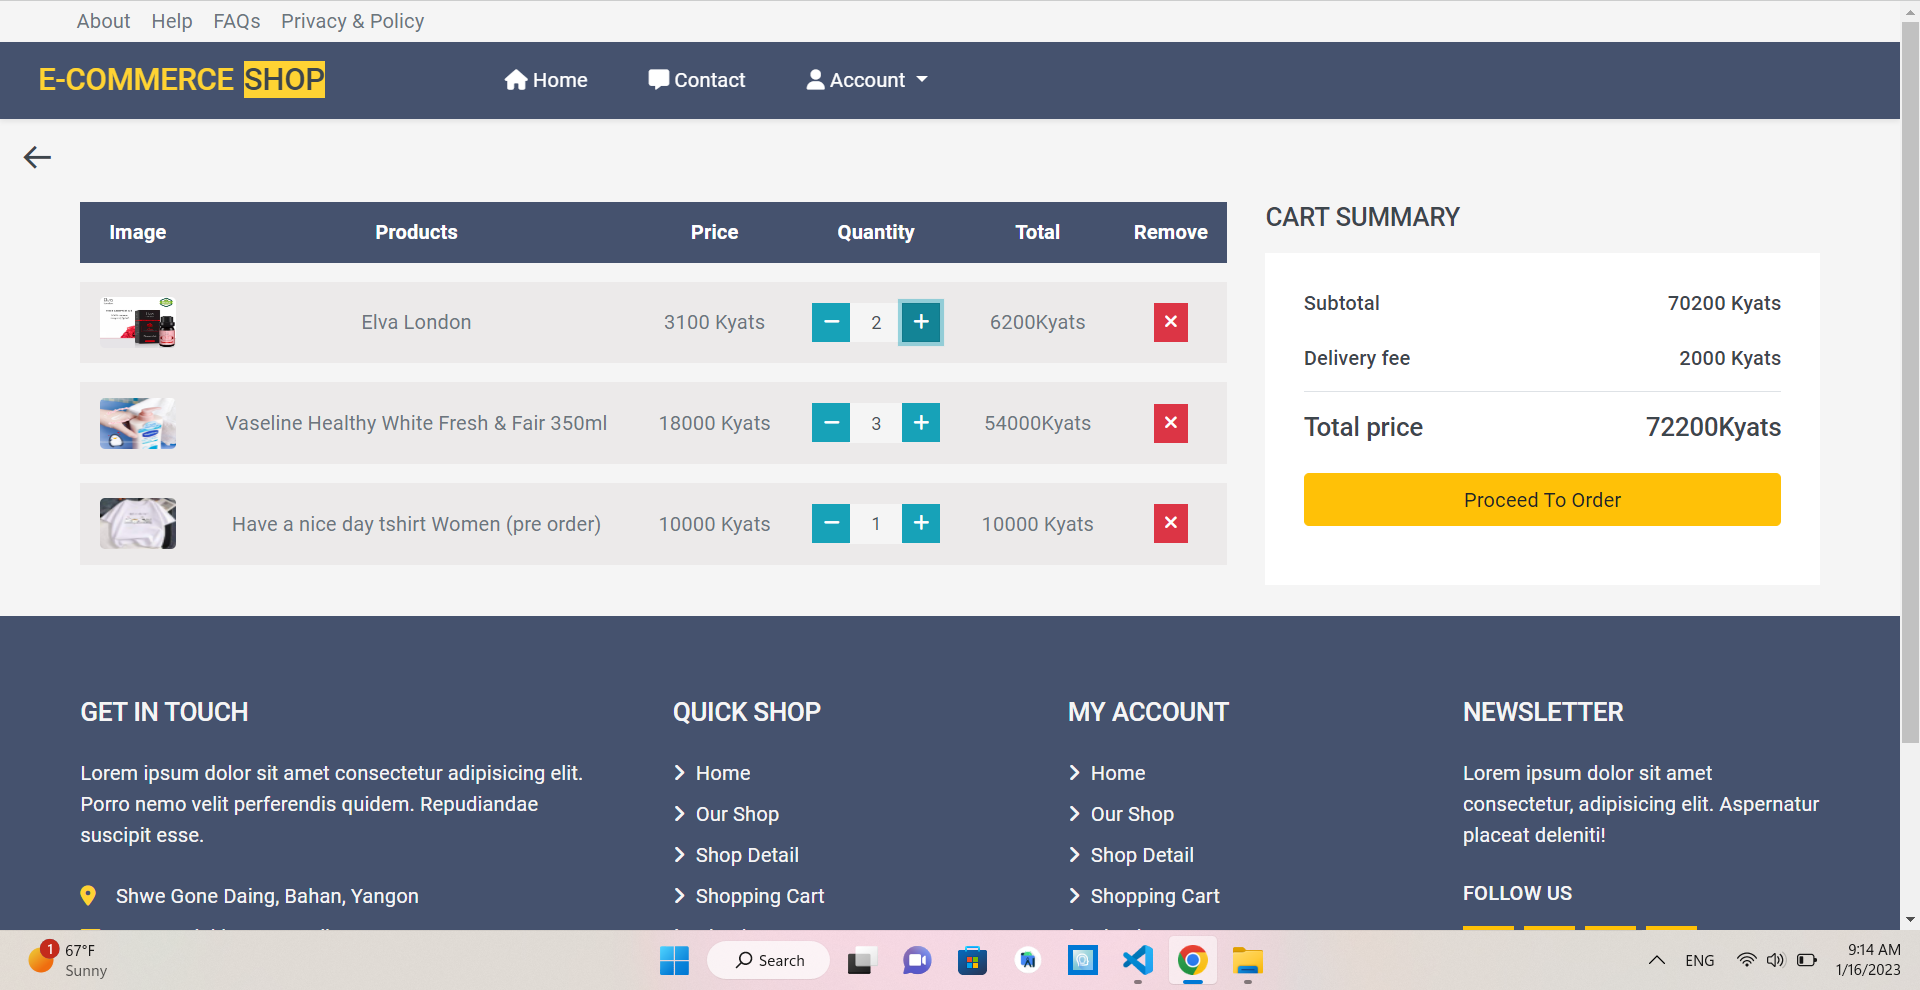 About Help FAQs Privacy & Policy
E-COMMERCE SHOP Home Contact Account
Image Products Price Quantity Total Remove
Elva London 3100 Kyats 2 6200Kyats
Vaseline Healthy White Fresh & Fair 350ml 18000 Kyats 3 54000Kyats
Have a nice day tshirt Women (pre order) 10000 Kyats 1 10000 Kyats
CART SUMMARY
Subtotal 70200 Kyats
Delivery fee 2000 Kyats
Total price 72200Kyats
Proceed To Order
GET IN TOUCH
Lorem ipsum dolor sit amet consectetur adipisicing elit.
Porro nemo velit perferendis quidem. Repudiandae
suscipit esse.
Shwe Gone Daing, Bahan, Yangon
QUICK SHOP
Home
Our Shop
Shop Detail
Shopping Cart
MY ACCOUNT
Home
Our Shop
Shop Detail
Shopping Cart
NEWSLETTER
Lorem ipsum dolor sit amet
consectetur, adipisicing elit. Aspernatur
placeat deleniti!
FOLLOW US
1
67°F
Sunny
Search
ENG
9:14 AM
1/16/2023